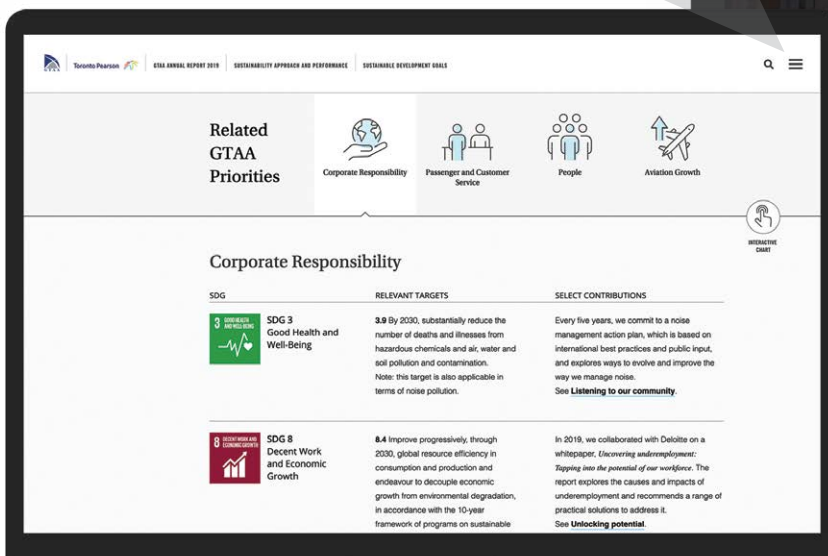 GTAA
Toronto Pearson
GTAA ANNUAL REPORT 2019
SUSTAINABILITY APPROACH AND PERFORMANCE
SUSTAINABLE DEVELOPMENT GOALS
Related
GTAA
Priorities
Corporate Responsibility
Passenger and Customer
Service
People
Aviation Growth
INTERACTIVE
CHART
Corporate Responsibility
SDG
RELEVANT TARGETS
SELECT CONTRIBUTIONS
3 GOOD HEALTH
AND WELL-BEING
SDG 3
Good Health and
Well-Being
3.9 By 2030, substantially reduce the
number of deaths and illnesses from
hazardous chemicals and air, water and
soil pollution and contamination.
Note: this target is also applicable in
terms of noise pollution.
Every five years, we commit to a noise
management action plan, which is based on
international best practices and public input,
and explores ways to evolve and improve the
way we manage noise.
See Listening to our community.
8 DECENT WORK AND
ECONOMIC GROWTH
SDG 8
Decent Work
and Economic
Growth
8.4 Improve progressively, through
2030, global resource efficiency in
consumption and production and
endeavour to decouple economic
growth from environmental degradation,
in accordance with the 10-year
framework of programs on sustainable
In 2019, we collaborated with Deloitte on a
whitepaper, Uncovering underemployment:
Tapping into the potential of our workforce. The
report explores the causes and impacts of
underemployment and recommends a range of
practical solutions to address it.
See Unlocking potential.